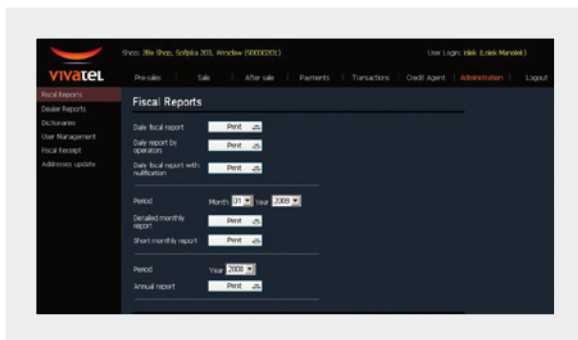 Shop: 2Be Shop, Sofijska 203, Wroclaw (90000201)
User Login: lolek (Lolek Manolek)
vivatel
Pre-sales | Sale | After sale | Payments | Transactions | Credit Agent | Administration | Logout
Fiscal Reports
Dealer Reports
Dictionaries
User Management
Fiscal Receipt
Addresses update
Fiscal Reports
Daily fiscal report Print
Daily report by
operators Print
Daily fiscal report with
nullification Print
Period Month 01 Year 2008
Detailed monthly
report Print
Short monthly report Print
Period Year 2008
Annual report Print